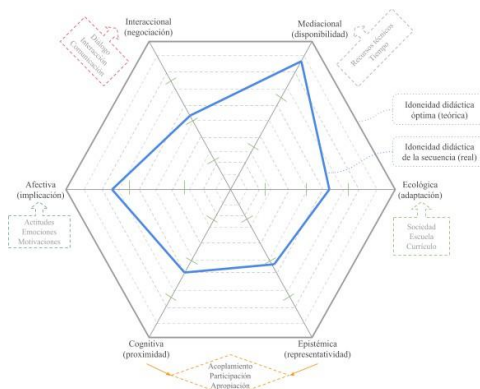 Interaccional
(negociación)
Mediacional
(disponibilidad)
Diálogo
Interacción
Comunicación
Recursos técnicos
Tiempo
Idoneidad didáctica
óptima (teórica)
Idoneidad didáctica
de la secuencia (real)
Afectiva
(implicación)
Ecológica
(adaptación)
Actitudes
Emociones
Motivaciones
Sociedad
Escuela
Currículo
Cognitiva
(proximidad)
Epistémica
(representatividad)
Acoplamiento
Participación
Apropiación